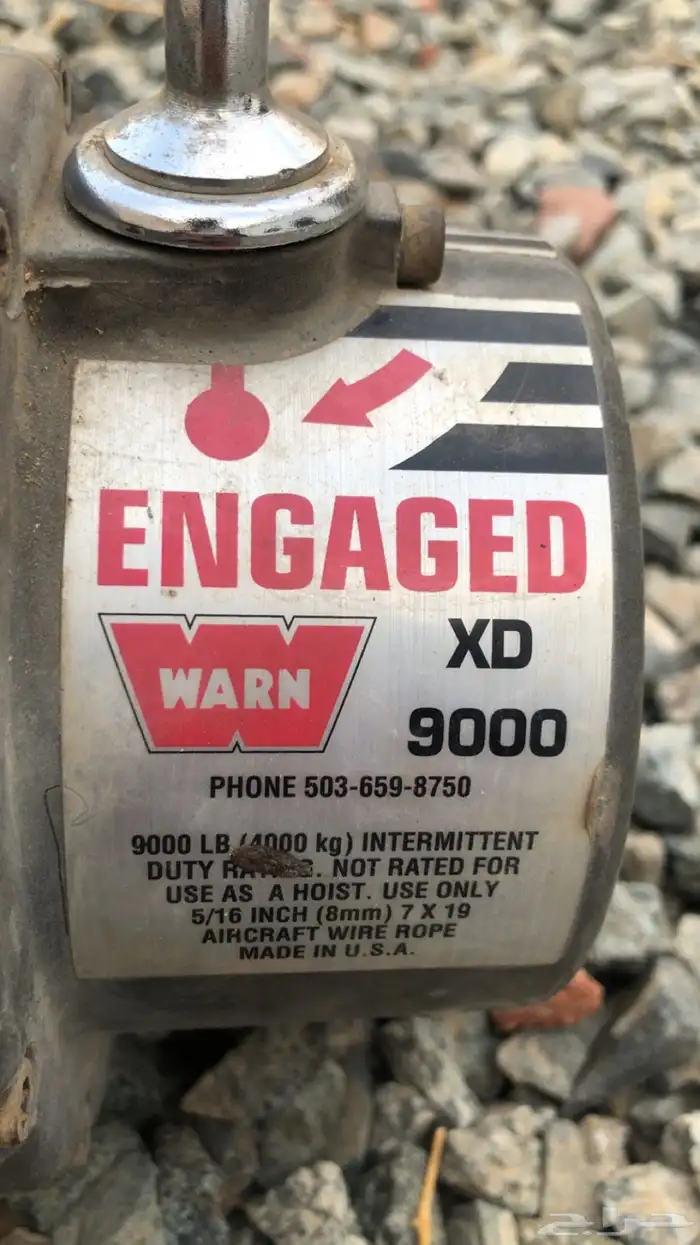 ENGAGED
WARN
XD
9000
PHONE 503-659-8750
9000 LB (4000 kg) INTERMITTENT
DUTY. NOT RATED FOR
USE AS A HOIST. USE ONLY
5/16 INCH (8mm) 7 X 19
AIRCRAFT WIRE ROPE
MADE IN U.S.A.
حراج